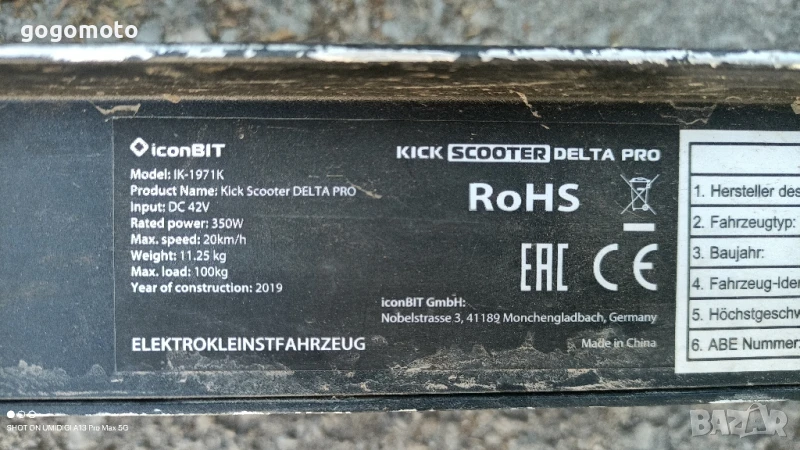 gogomoto
iconBIT
Model: IK-1971K
Product Name: Kick Scooter DELTA PRO
Input: DC 42V
Rated power: 350W
Max. speed: 20km/h
Weight: 11.25 kg
Max. load: 100kg
Year of construction: 2019
ELEKTROKLEINSTFAHRZEUG
KICK SCOOTER DELTA PRO
RoHS
EAC CE
iconBIT GmbH:
Nobelstrasse 3, 41189 Monchengladbach, Germany
Made in China
1. Hersteller des
2. Fahrzeugtyp:
3. Baujahr:
4. Fahrzeug-Iden
5. Höchstgeschw
6. ABE Nummer:
SHOT ON UMIDIGI A13 Pro Max 5G
BAZAR